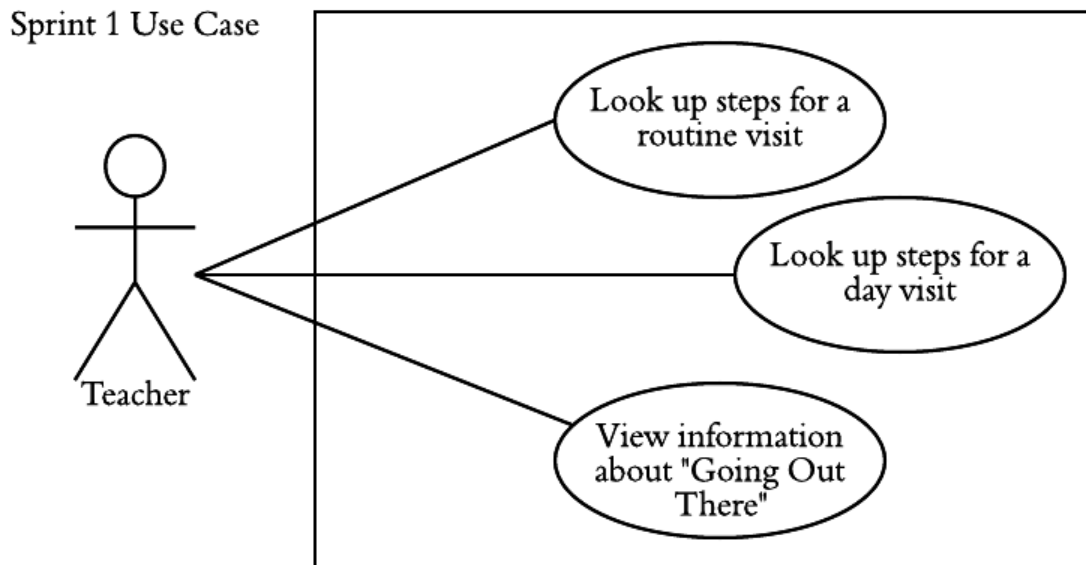 Sprint 1 Use Case
Look up steps for a
routine visit
Look up steps for a
day visit
Teacher
View information
about "Going Out
There"